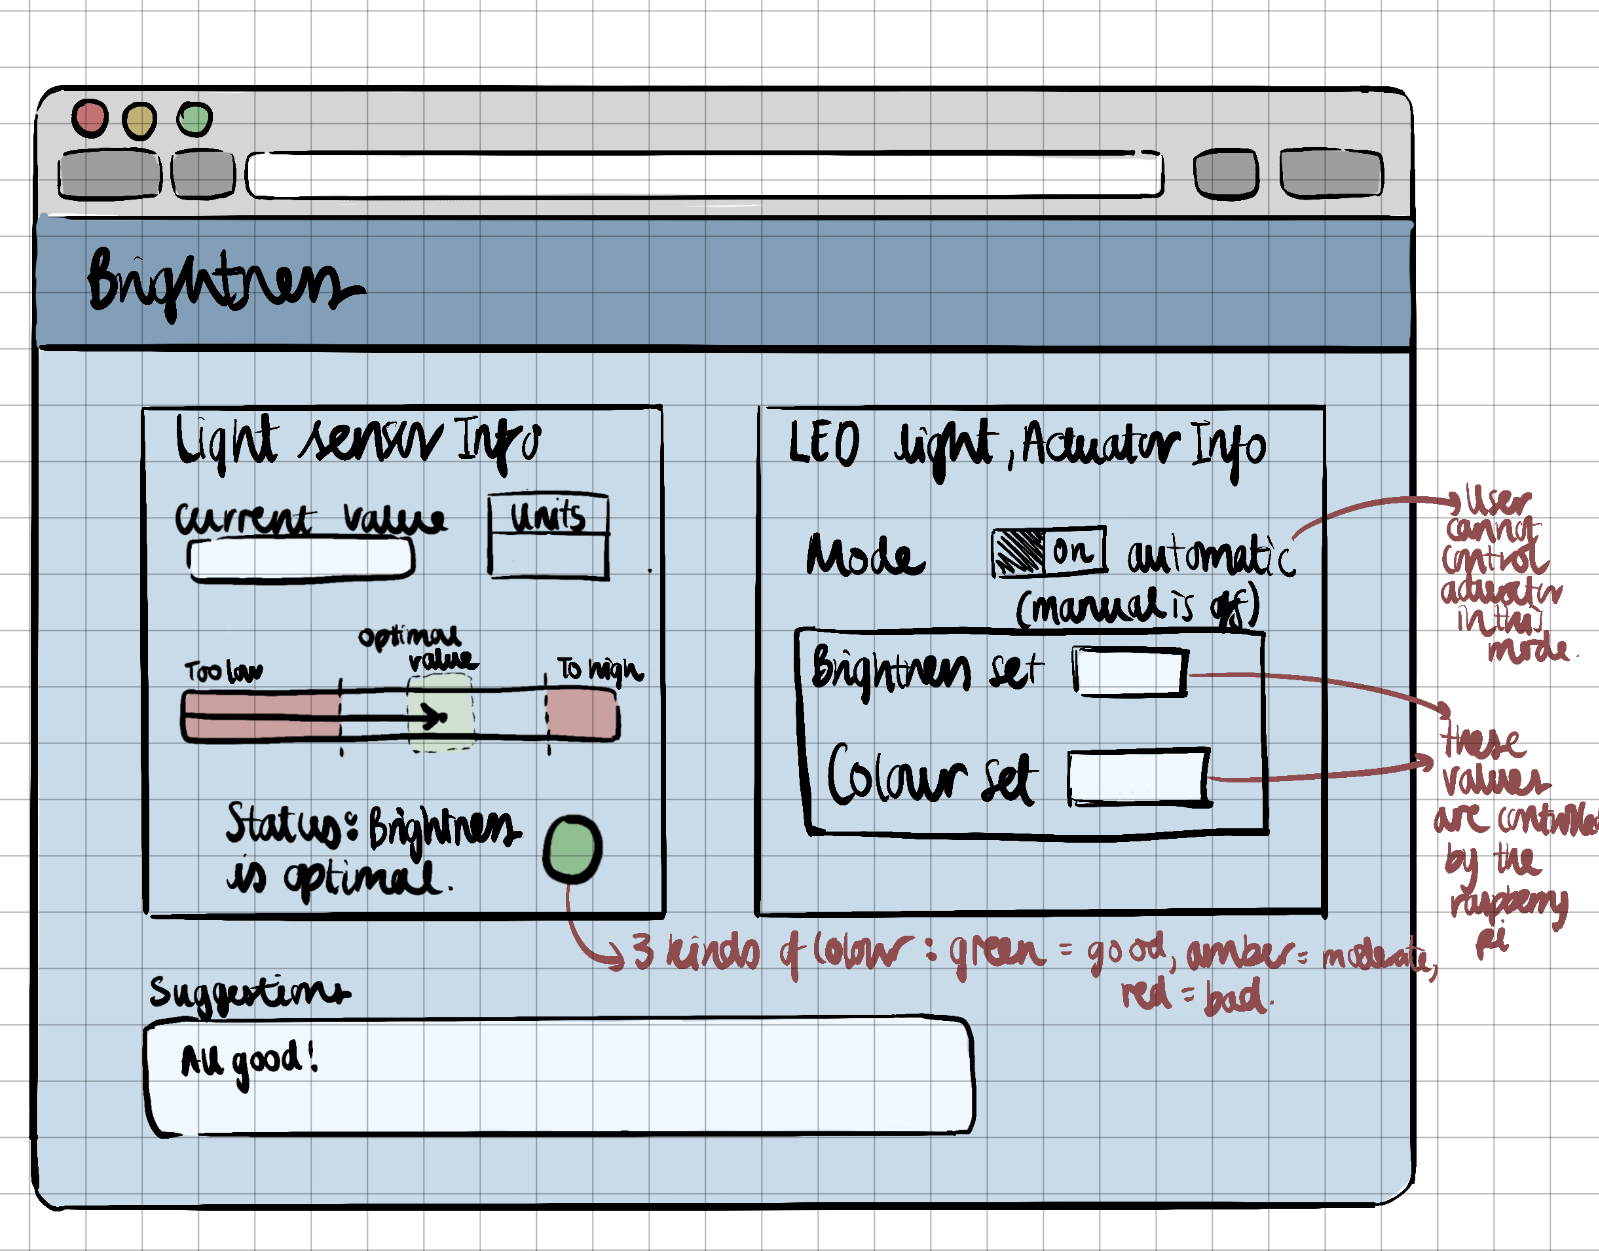 Brightness
Light sensor Info
Current value
Units
Too low
optimal
value
To high
Status: Brightness
is optimal.
LED light, Actuator Info
Mode
on
automatic
(manual is off)
Brightness set
Colour set
User
cannot
control
actuator
in this
mode.
these
values
are controlled
by the
raspberry
pi
3 kinds of Colour : green = good, amber = moderate,
red = bad.
Suggestions
All good!